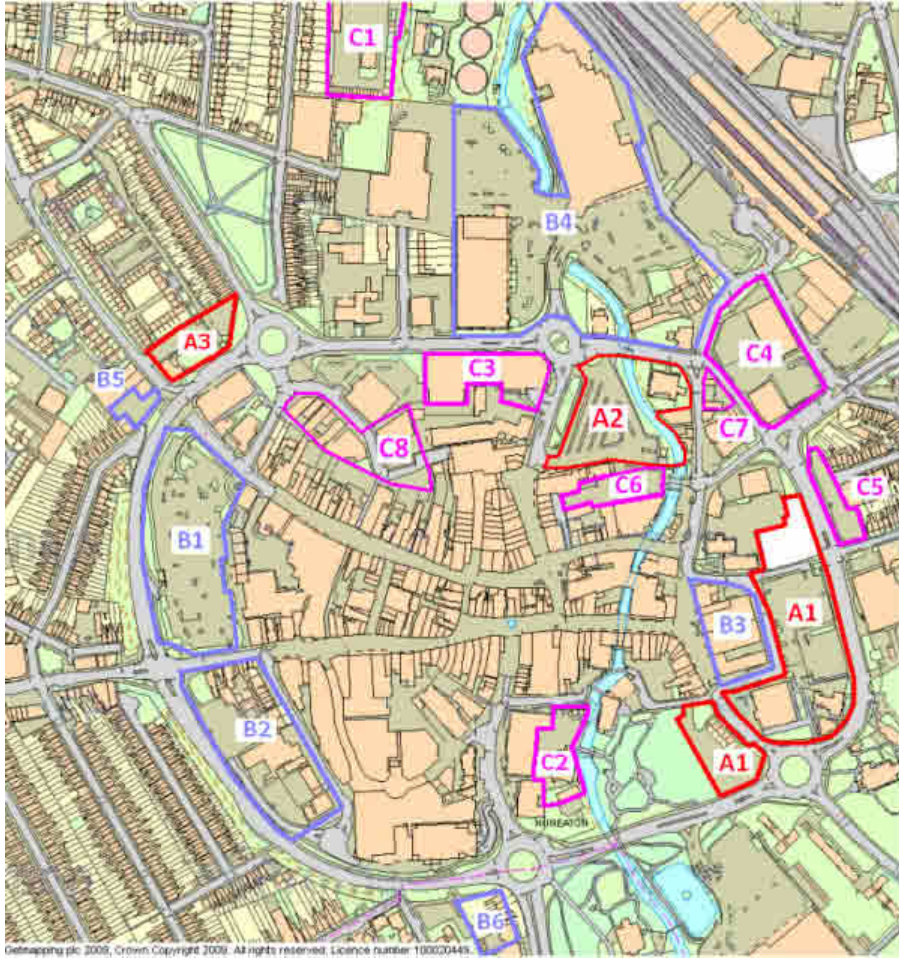 C1
B4
A3
C3
C4
B5
A2
C7
C8
C6
C5
B1
A1
B3
B2
A1
C2
NUNEATON
B6
Getmapping plc 2009, Crown Copyright 2009. All rights reserved. Licence number 100020449.